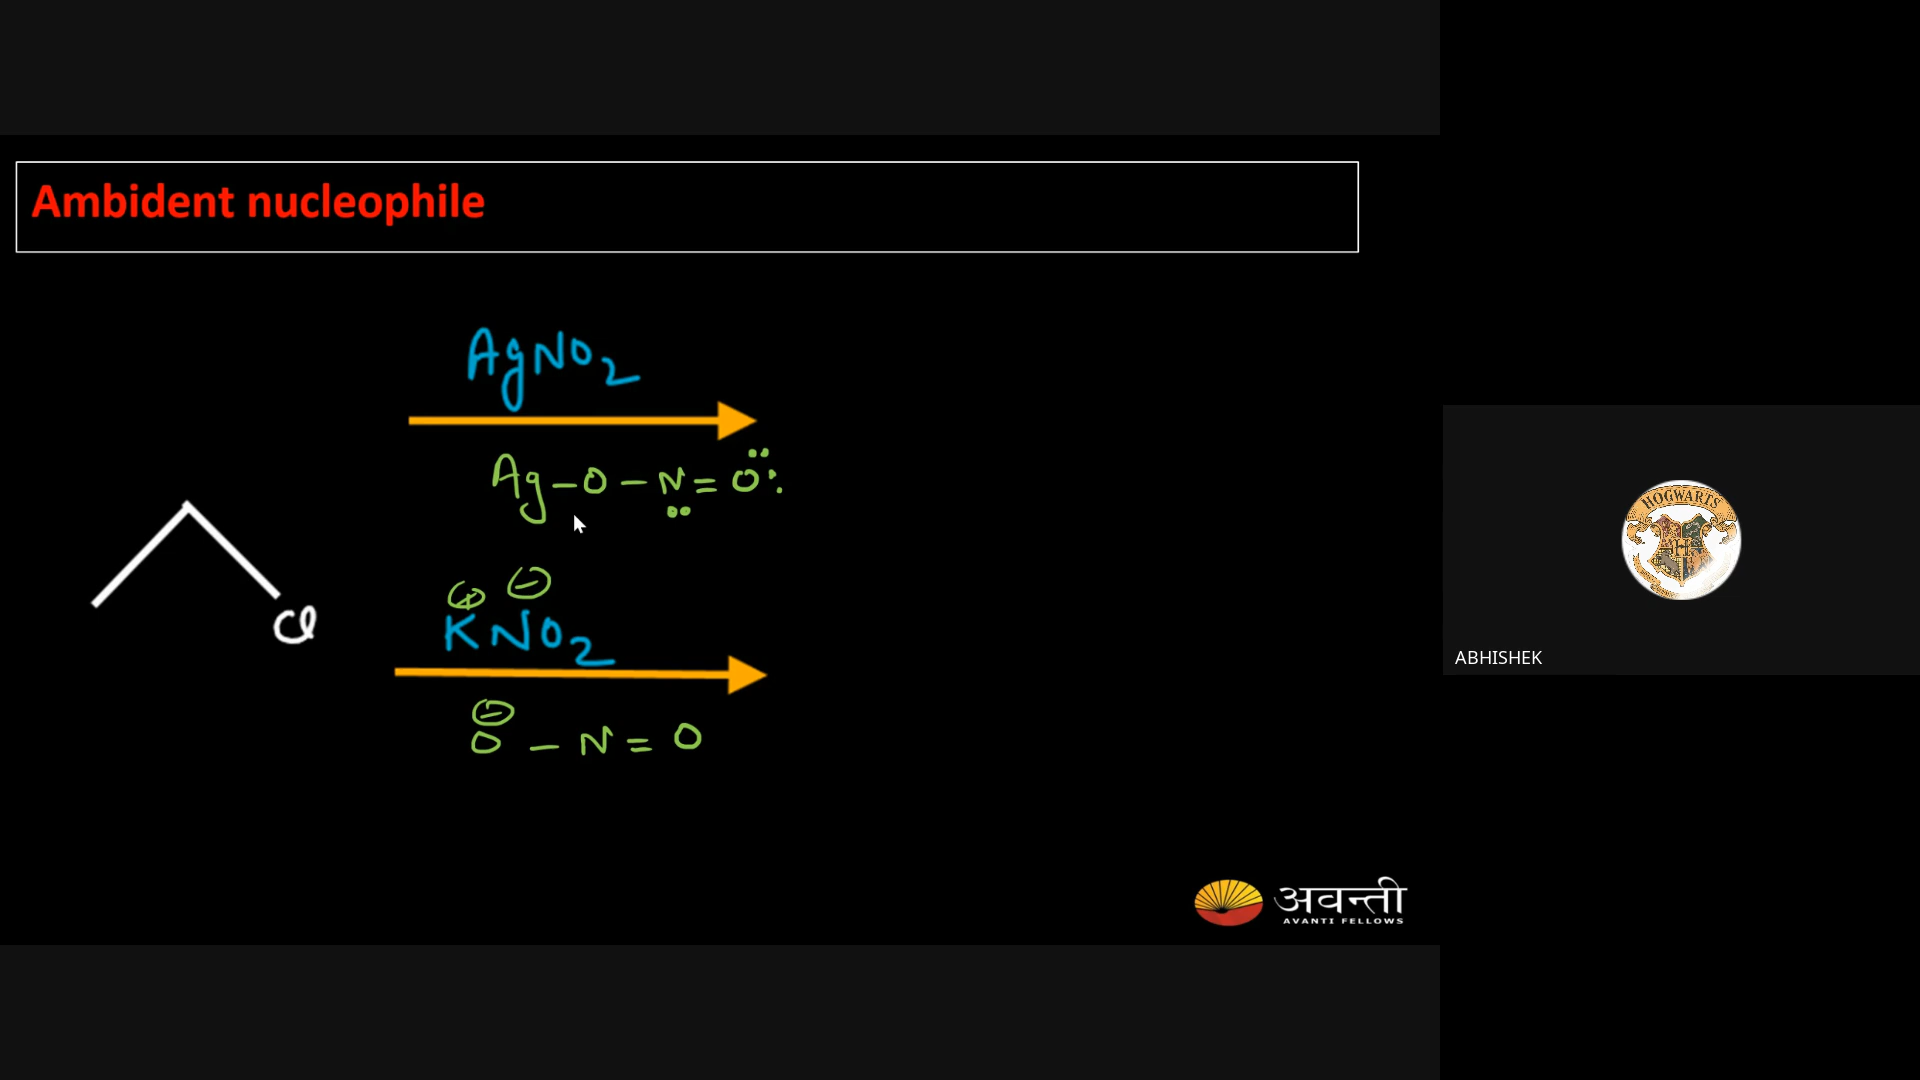 Ambident nucleophile
AgNO₂
Ag-O-N=O
Cl
⊕ ⊖
KNO₂
⊖
O-N=O
HOGWARTS
H
ABHISHEK
अवन्ती
AVANTI FELLOWS